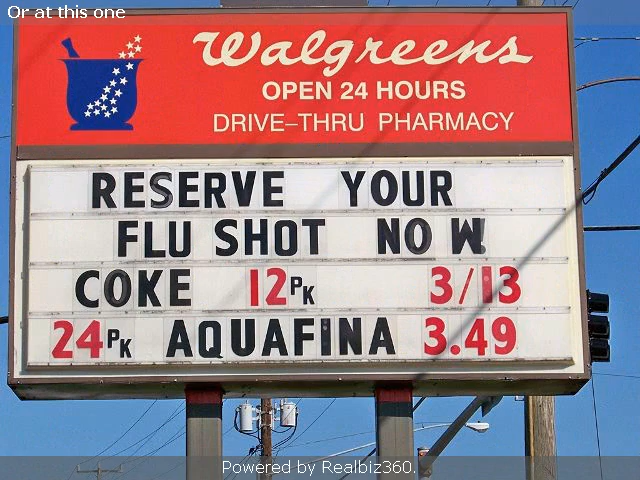 Or at this one
Walgreens
OPEN 24 HOURS
DRIVE-THRU PHARMACY
RESERVE YOUR
FLU SHOT NOW!
COKE 12PK 3/13
24PK AQUAFINA 3.49
Powered by Realbiz360.